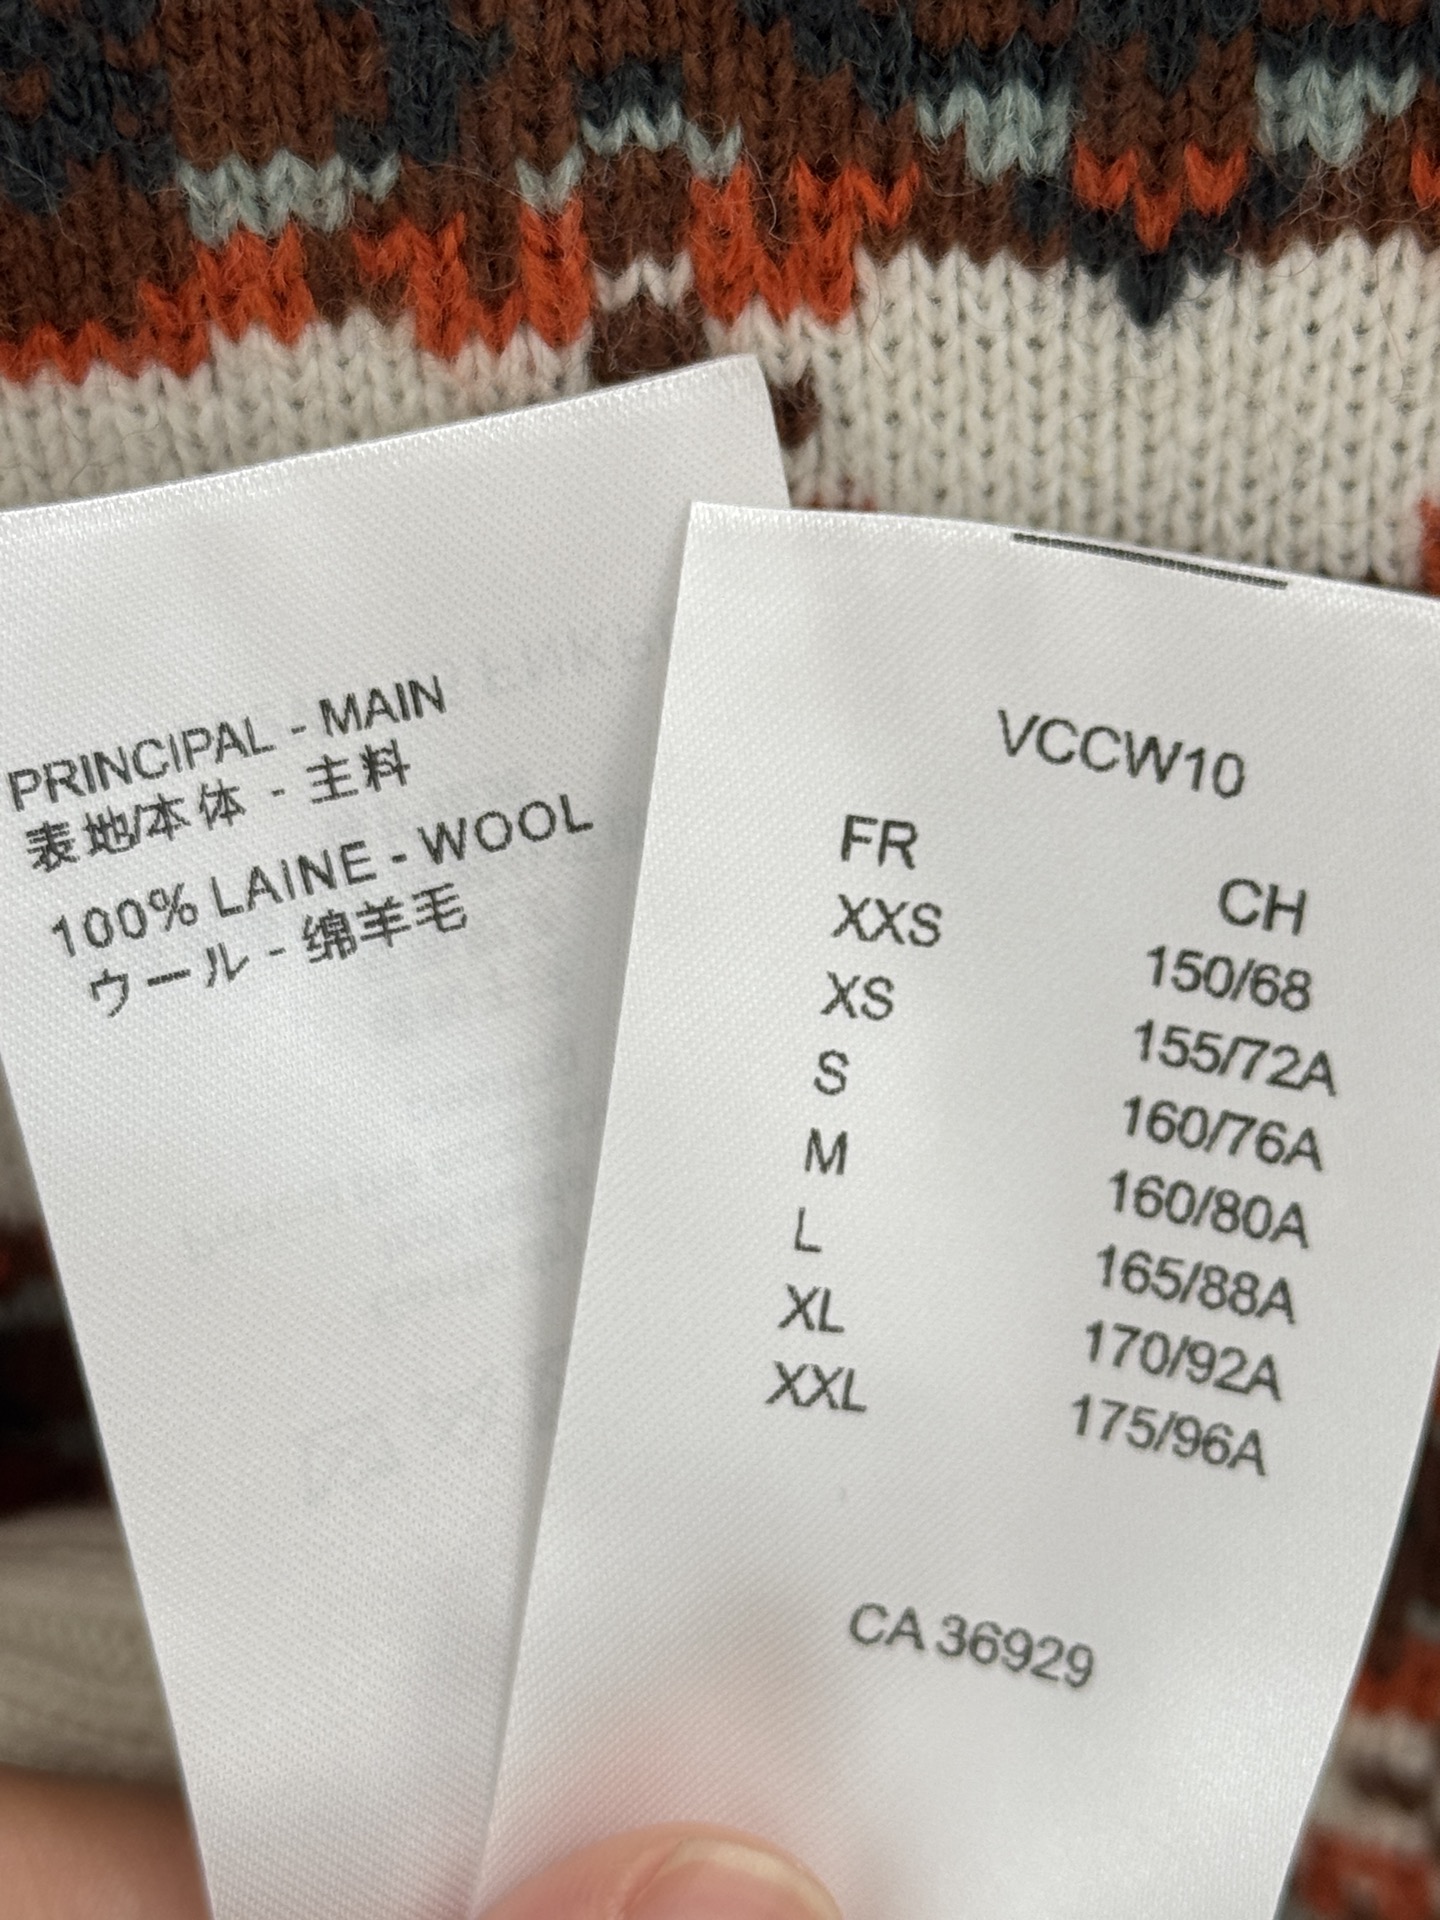 PRINCIPAL - MAIN
表地/本体 - 主料
100% LAINE - WOOL
ウール - 绵羊毛
VCCW10
FR CH
XXS 150/68
XS 155/72A
S 160/76A
M 160/80A
L 165/88A
XL 170/92A
XXL 175/96A
CA 36929